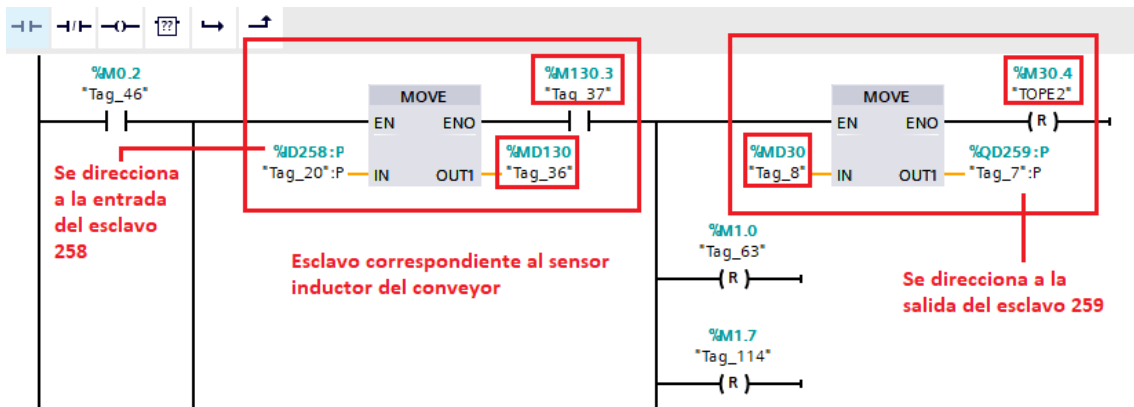 ??
%M0.2
"Tag_46"
%M130.3
"Tag_37"
%M30.4
"TOPE2"
MOVE
EN ENO
MOVE
EN ENO
( R )
%ID258:P
"Tag_20":P
IN OUT1
%MD130
"Tag_36"
%MD30
"Tag_8"
IN OUT1
%QD259:P
"Tag_7":P
Se direcciona
a la entrada
del esclavo
258
Esclavo correspondiente al sensor
inductor del conveyor
%M1.0
"Tag_63"
( R )
Se direcciona a la
salida del esclavo 259
%M1.7
"Tag_114"
( R )